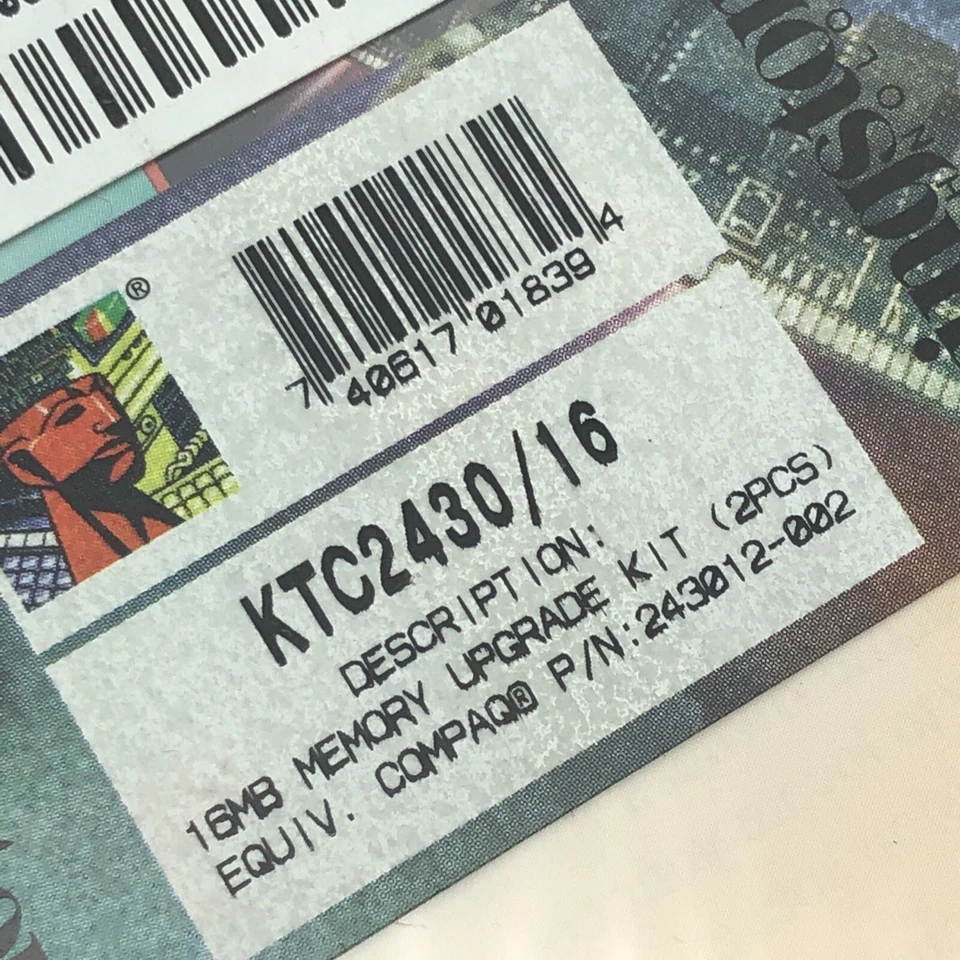 ®
7 40617 01839 4
KTC2430/16
DESCRIPTION:
16MB MEMORY UPGRADE KIT (2PCS)
EQUIV. COMPAQ® P/N:243012-002